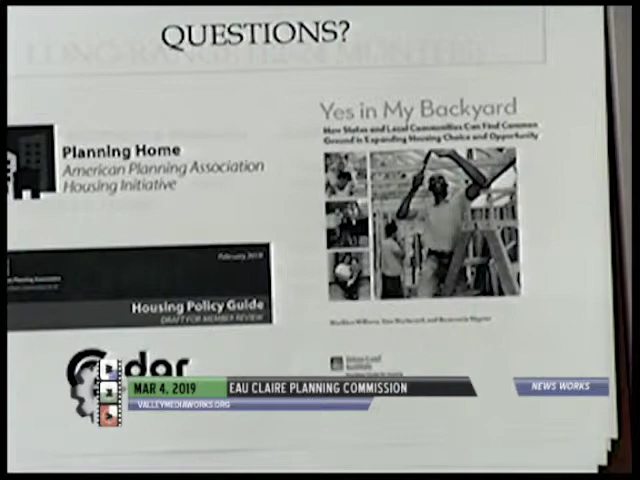 QUESTIONS?
Yes in My Backyard
How States and Local Communities Can Find Common
Ground in Expanding Housing Choice and Opportunity
Planning Home
American Planning Association
Housing Initiative
February 2019
Housing Policy Guide
DRAFT FOR MEMBER REVIEW
dar
MAR 4, 2019
EAU CLAIRE PLANNING COMMISSION
NEWS WORKS
VALLEYMEDIAWORKS.ORG